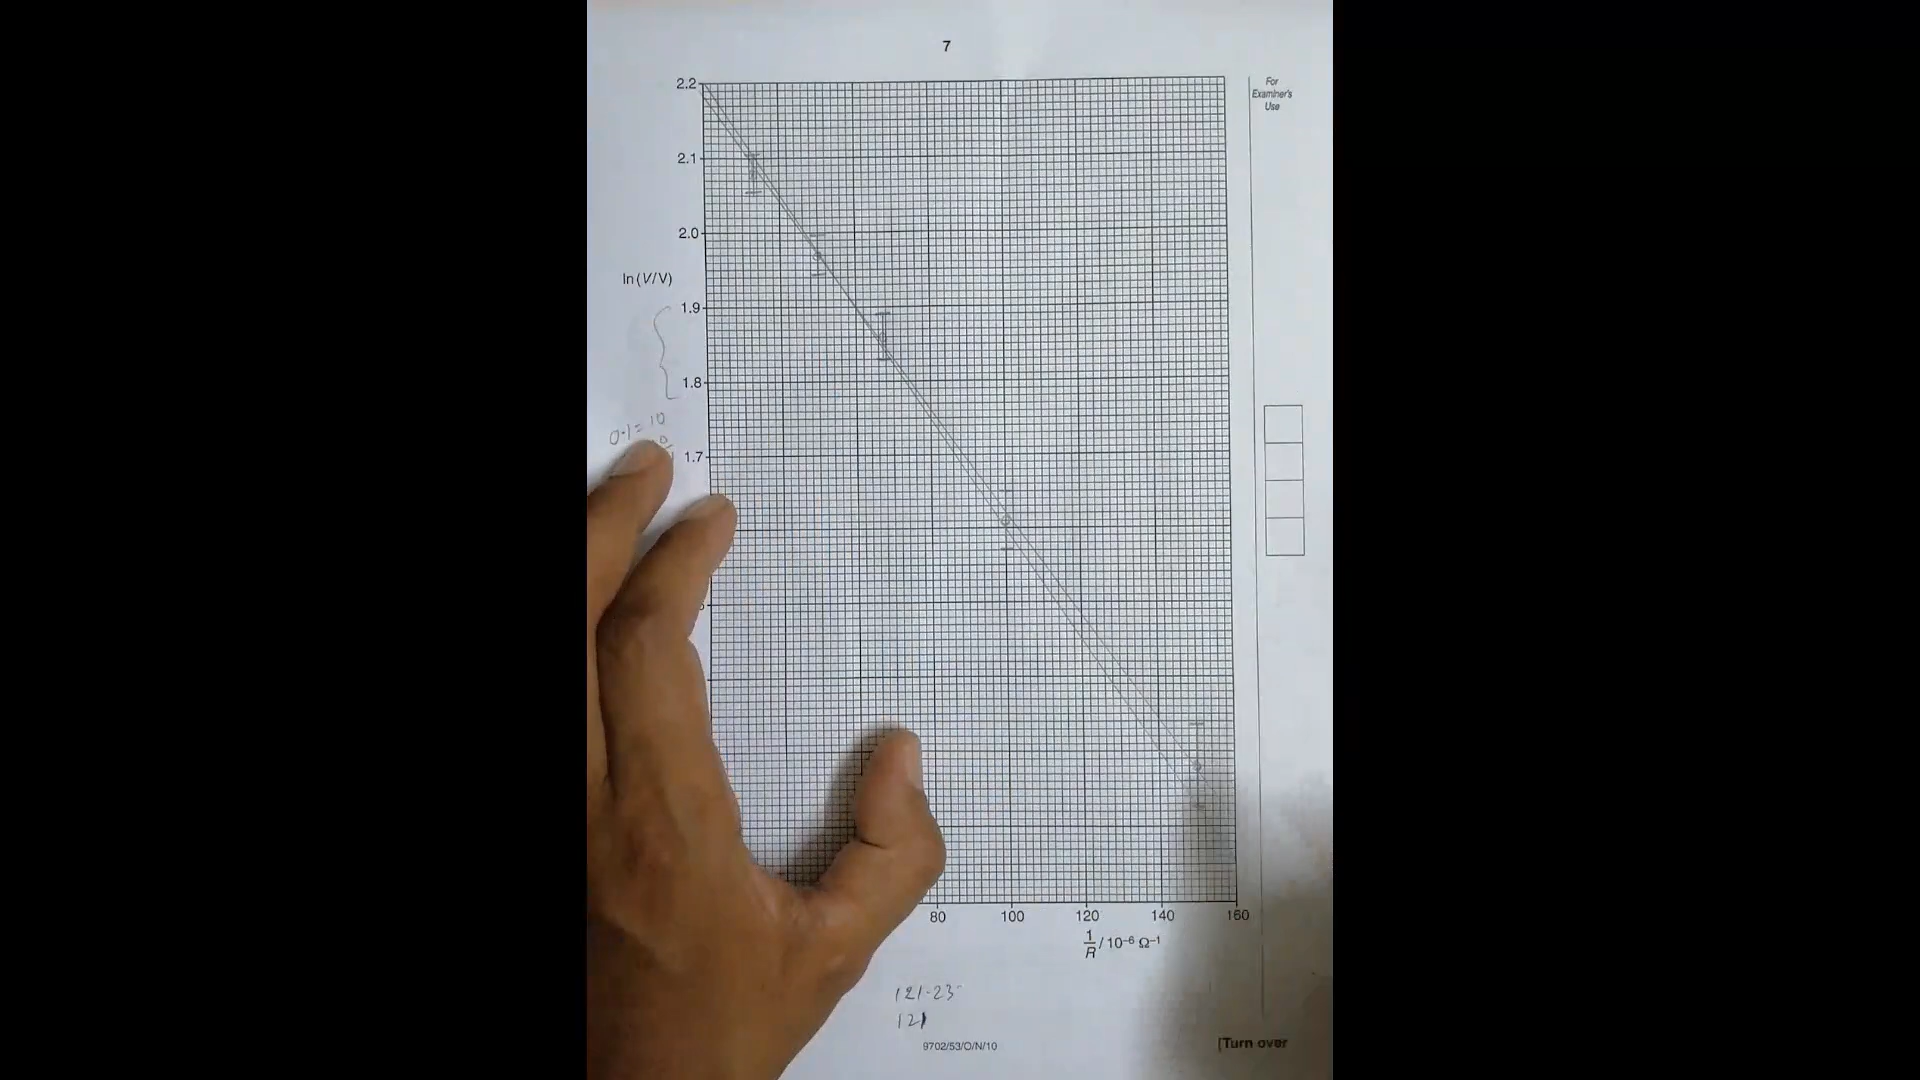 7
For
Examiner's
Use
2.2
2.1
2.0
ln (V/V)
1.9
1.8
0.1 = 10
1.7
80
100
120
140
160
1/R / 10⁻⁶ Ω⁻¹
121.23
121
9702/53/O/N/10
[Turn over